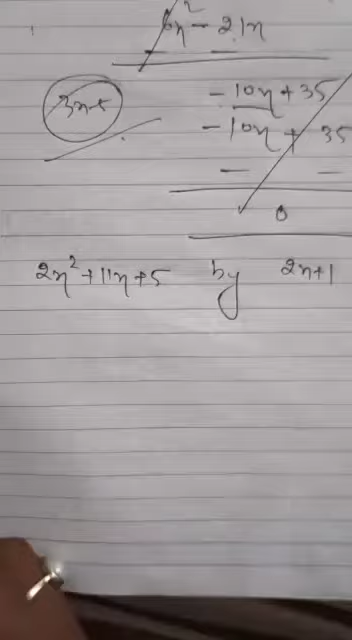 6x² - 21x
- -
3x-5
- 10x + 35
- 10x + 35
- -
0
2x² + 11x + 5 by 2x+1